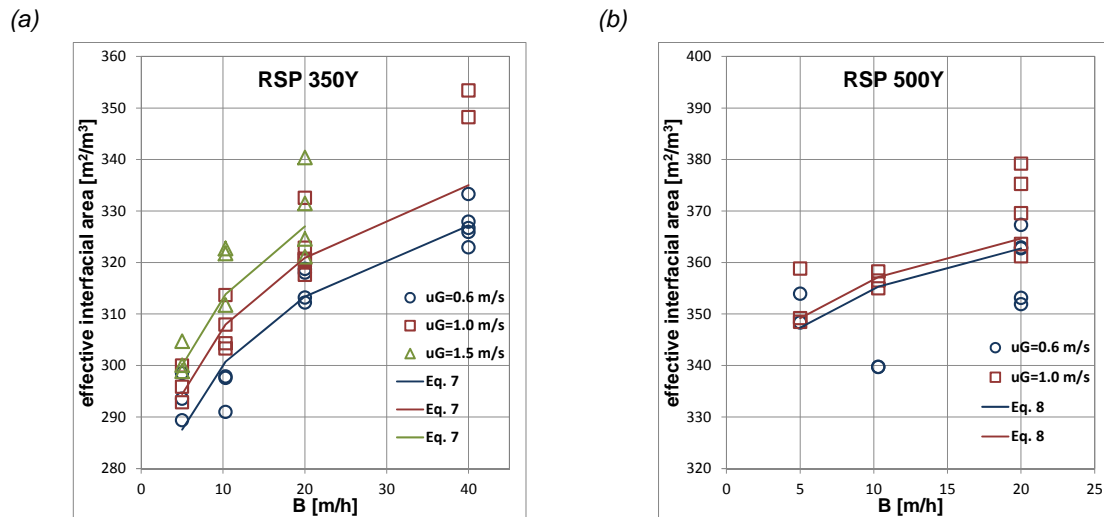 (a)
(b)
RSP 350Y
effective interfacial area [m²/m³]
360
350
340
330
320
310
300
290
280
0
10
20
30
40
B [m/h]
uG=0.6 m/s
uG=1.0 m/s
uG=1.5 m/s
Eq. 7
Eq. 7
Eq. 7
RSP 500Y
effective interfacial area [m²/m³]
400
390
380
370
360
350
340
330
320
0
5
10
15
20
25
B [m/h]
uG=0.6 m/s
uG=1.0 m/s
Eq. 8
Eq. 8